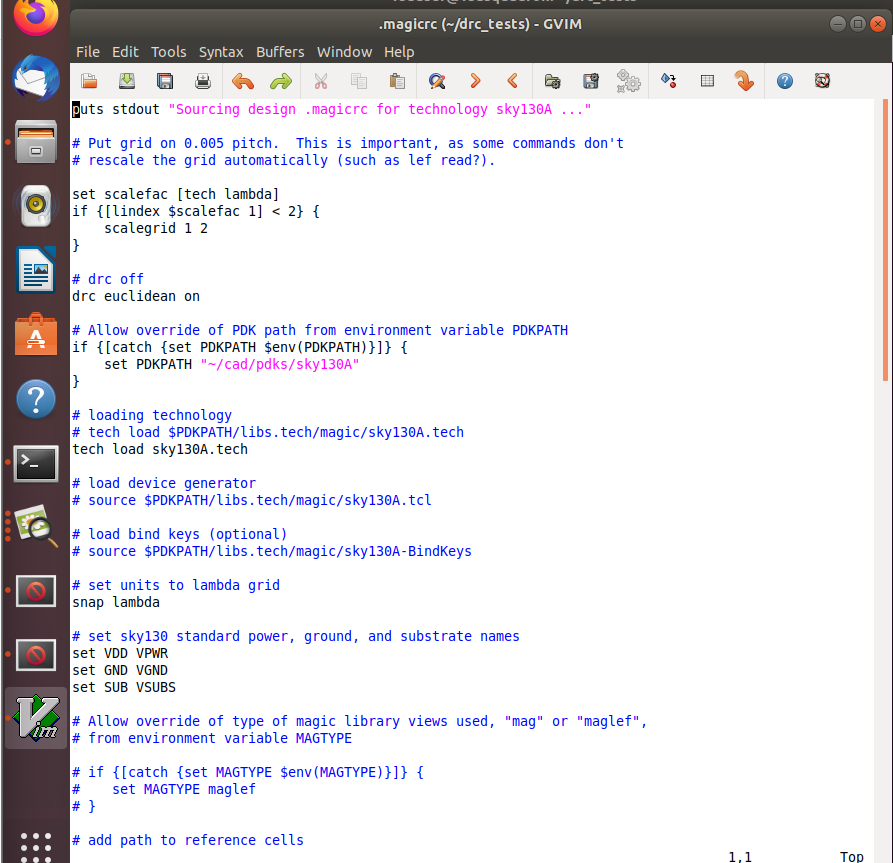 .magicrc (~/drc_tests) - GVIM
File Edit Tools Syntax Buffers Window Help
puts stdout "Sourcing design .magicrc for technology sky130A ..."
# Put grid on 0.005 pitch.  This is important, as some commands don't
# rescale the grid automatically (such as lef read?).
set scalefac [tech lambda]
if {[lindex $scalefac 1] < 2} {
    scalegrid 1 2
}
# drc off
drc euclidean on
# Allow override of PDK path from environment variable PDKPATH
if {[catch {set PDKPATH $env(PDKPATH)}]} {
    set PDKPATH "~/cad/pdks/sky130A"
}
# loading technology
# tech load $PDKPATH/libs.tech/magic/sky130A.tech
tech load sky130A.tech
# load device generator
# source $PDKPATH/libs.tech/magic/sky130A.tcl
# load bind keys (optional)
# source $PDKPATH/libs.tech/magic/sky130A-BindKeys
# set units to lambda grid
snap lambda
# set sky130 standard power, ground, and substrate names
set VDD VPWR
set GND VGND
set SUB VSUBS
# Allow override of type of magic library views used, "mag" or "maglef",
# from environment variable MAGTYPE
# if {[catch {set MAGTYPE $env(MAGTYPE)}]} {
#    set MAGTYPE maglef
# }
# add path to reference cells
1,1 Top
Vim